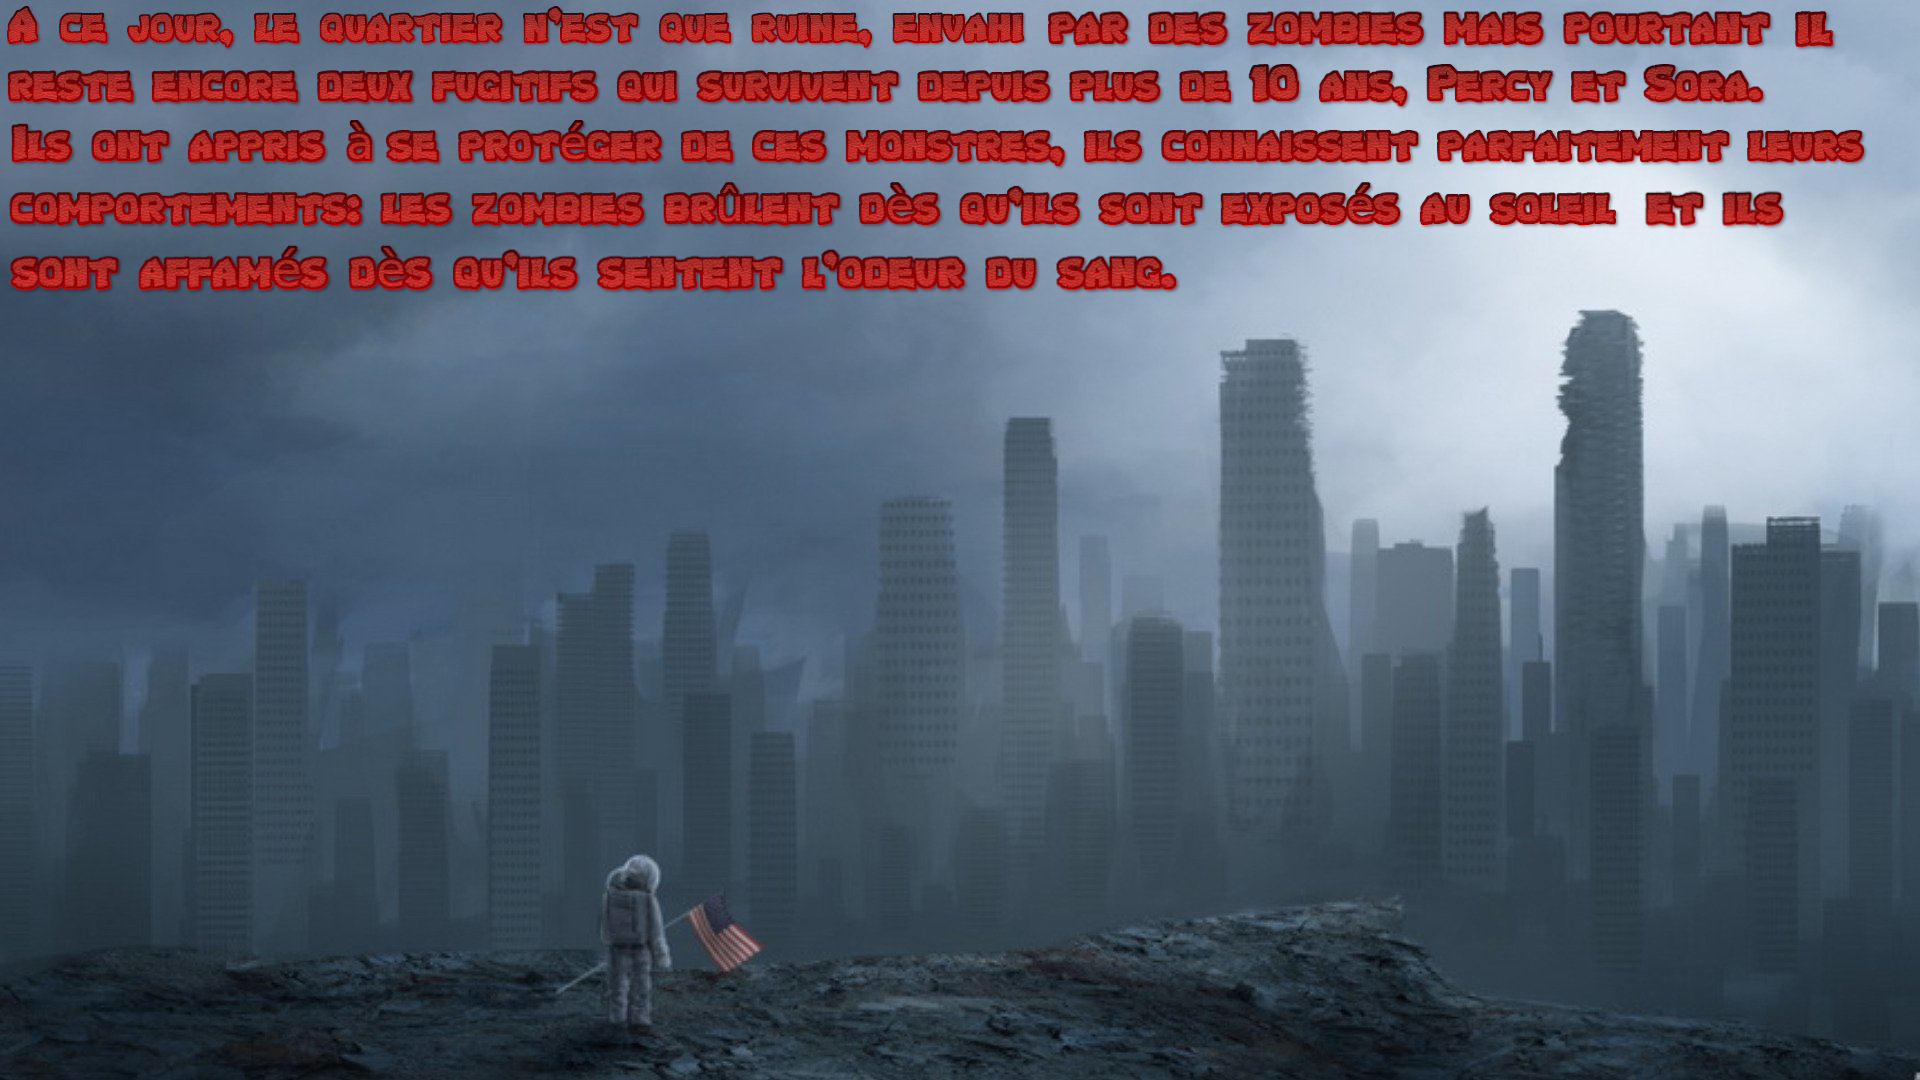 A ce jour, le quartier n'est que ruine, envahi par des zombies mais pourtant il
reste encore deux fugitifs qui survivent depuis plus de 10 ans, Percy et Sora.
Ils ont appris à se protéger de ces monstres, ils connaissent parfaitement leurs
comportements: les zombies brûlent dès qu'ils sont exposés au soleil et ils
sont affamés dès qu'ils sentent l'odeur du sang.